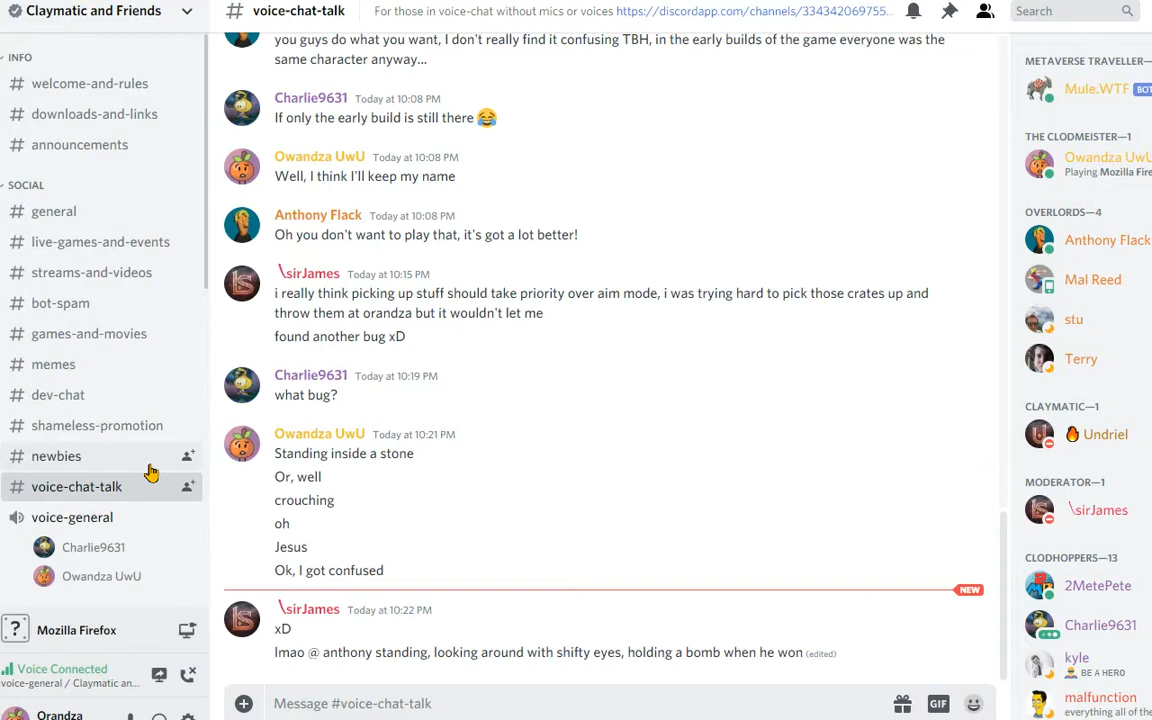 Claymatic and Friends
INFO
# welcome-and-rules
# downloads-and-links
# announcements
SOCIAL
# general
# live-games-and-events
# streams-and-videos
# bot-spam
# games-and-movies
# memes
# dev-chat
# shameless-promotion
# newbies
# voice-chat-talk
voice-general
Charlie9631
Owandza UwU
? Mozilla Firefox
Voice Connected
voice-general / Claymatic an...
Orandza
# voice-chat-talk
For those in voice-chat without mics or voices https://discordapp.com/channels/334342069755...
Search
you guys do what you want, I don't really find it confusing TBH, in the early builds of the game everyone was the
same character anyway...
Charlie9631 Today at 10:08 PM
If only the early build is still there 😂
Owandza UwU Today at 10:08 PM
Well, I think I'll keep my name
Anthony Flack Today at 10:08 PM
Oh you don't want to play that, it's got a lot better!
\sirJames Today at 10:15 PM
i really think picking up stuff should take priority over aim mode, i was trying hard to pick those crates up and
throw them at orandza but it wouldn't let me
found another bug xD
Charlie9631 Today at 10:19 PM
what bug?
Owandza UwU Today at 10:21 PM
Standing inside a stone
Or, well
crouching
oh
Jesus
Ok, I got confused
NEW
\sirJames Today at 10:22 PM
xD
lmao @ anthony standing, looking around with shifty eyes, holding a bomb when he won (edited)
Message #voice-chat-talk
GIF
METAVERSE TRAVELLER—
Mule.WTF BOT
THE CLODMEISTER—1
Owandza UwU
Playing Mozilla Fire
OVERLORDS—4
Anthony Flack
Mal Reed
stu
Terry
CLAYMATIC—1
🔥 Undriel
MODERATOR—1
\sirJames
CLODHOPPERS—13
2MetePete
Charlie9631
kyle
BE A HERO
malfunction
everything all of the